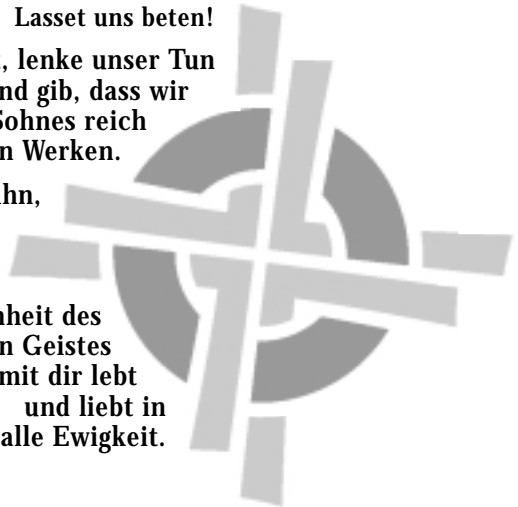 Lasset uns beten!
, lenke unser Tun
nd gib, dass wir
Sohnes reich
n Werken.
ihn,
heit des
n Geistes
mit dir lebt
und liebt in
alle Ewigkeit.